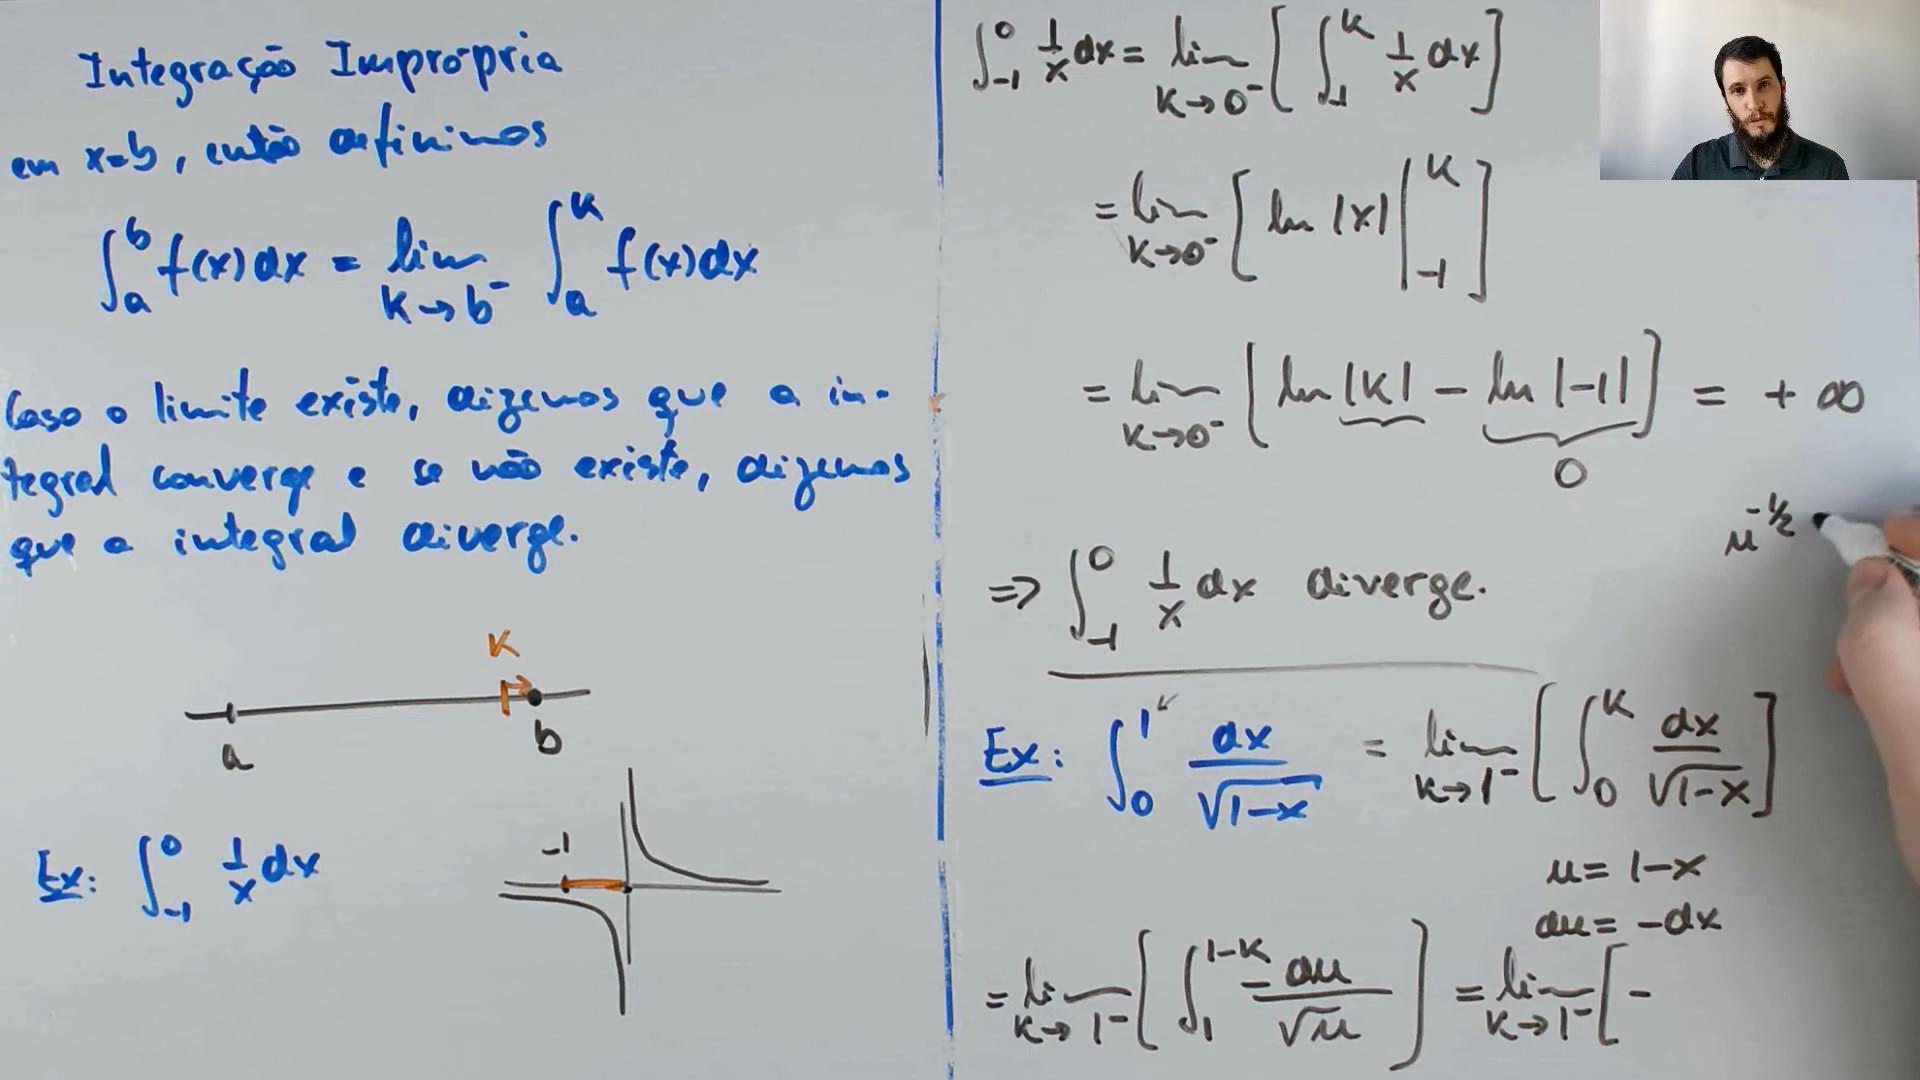 Integração Imprópria
em x=b, então definimos
∫_a^b f(x)dx = lim_{k→b⁻} ∫_a^k f(x)dx
Caso o limite existe, dizemos que a in-
tegral converge e se não existe, dizemos
que a integral diverge.
K
a b
Ex: ∫_{-1}^0 1/x dx
-1
∫_{-1}^0 1/x dx = lim_{k→0⁻} [ ∫_{-1}^k 1/x dx ]
= lim_{k→0⁻} [ ln |x| |_{-1}^k ]
= lim_{k→0⁻} [ ln |k| - ln |-1| ] = +∞
0
u^{-1/2}
⇒ ∫_{-1}^0 1/x dx diverge.
Ex: ∫_0^1 dx/√(1-x) = lim_{k→1⁻} [ ∫_0^k dx/√(1-x) ]
u = 1-x
du = -dx
= lim_{k→1⁻} [ ∫_1^{1-k} -du/√u ] = lim_{k→1⁻} [ -